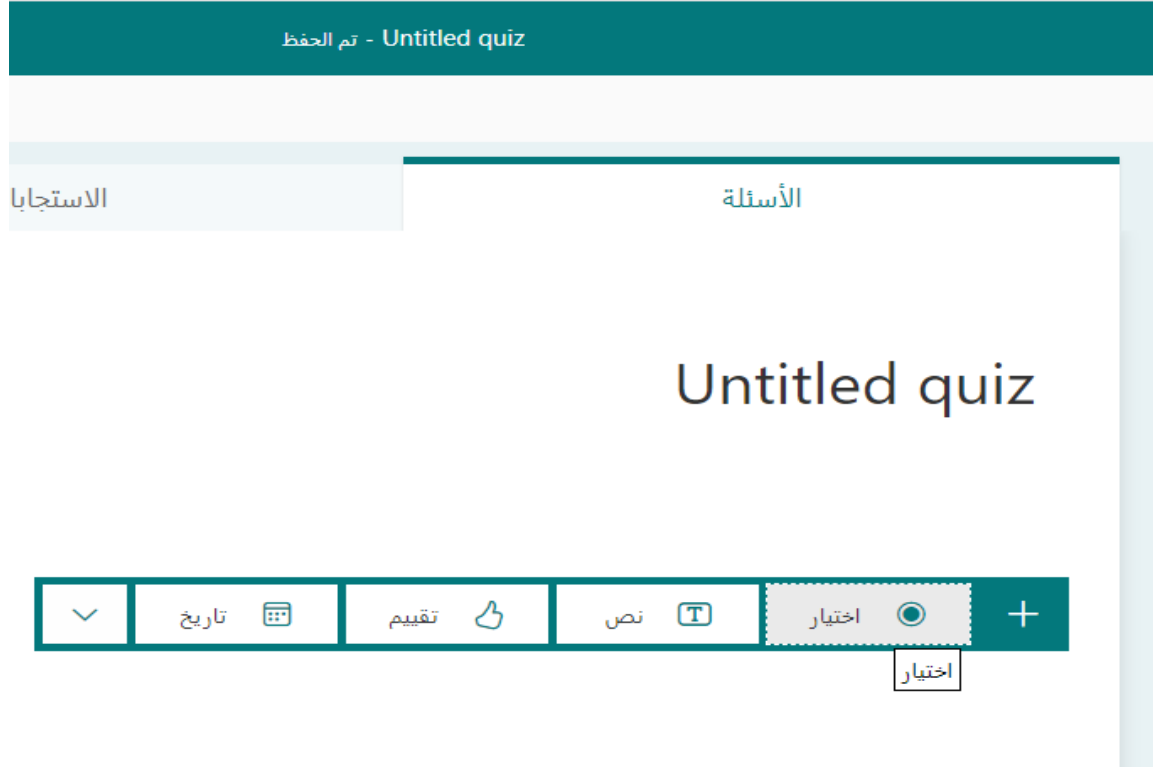 Untitled quiz - تم الحفظ
الأسئلة
الاستجابا
Untitled quiz
اختيار
نص
تقييم
تاريخ
اختيار